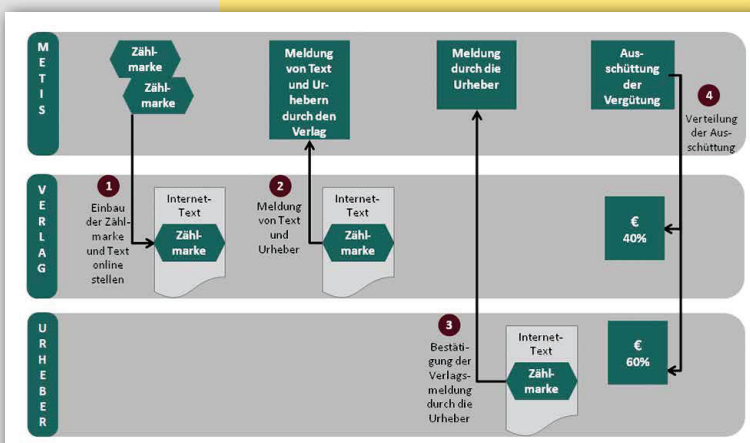 METIS
Zähl-
marke
Zähl-
marke
Meldung
von Text
und Ur-
hebern
durch den
Verlag
Meldung
durch die
Urheber
Aus-
schüttung
der
Vergütung
4
Verteilung
der Aus-
schüttung
VERLAG
1
Einbau
der Zähl-
marke
und Text
online
stellen
Internet-
Text
Zähl-
marke
2
Meldung
von Text
und
Urheber
Internet-
Text
Zähl-
marke
€
40%
URHEBER
3
Bestäti-
gung der
Verlags-
meldung
durch die
Urheber
Internet-
Text
Zähl-
marke
€
60%